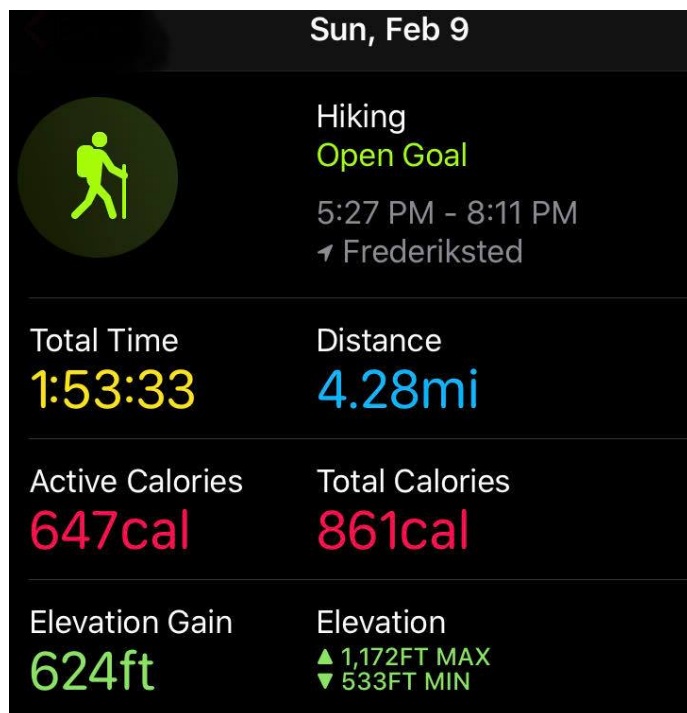 Sun, Feb 9
Hiking
Open Goal
5:27 PM - 8:11 PM
Frederiksted
Total Time
Distance
1:53:33
4.28mi
Active Calories
Total Calories
647cal
861cal
Elevation Gain
Elevation
624ft
▲ 1,172FT MAX
▼ 533FT MIN